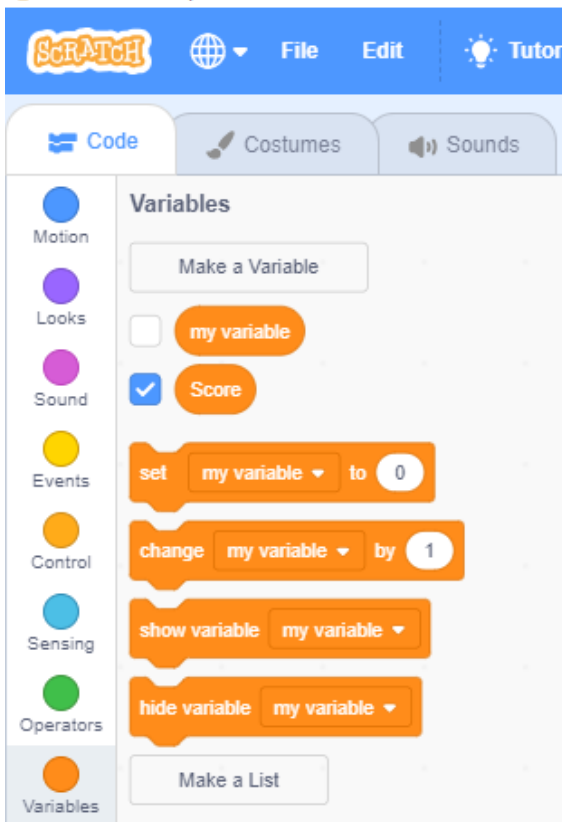 SCRATCH File Edit Tutor
Code Costumes Sounds
Motion
Looks
Sound
Events
Control
Sensing
Operators
Variables
Variables
Make a Variable
my variable
Score
set my variable to 0
change my variable by 1
show variable my variable
hide variable my variable
Make a List